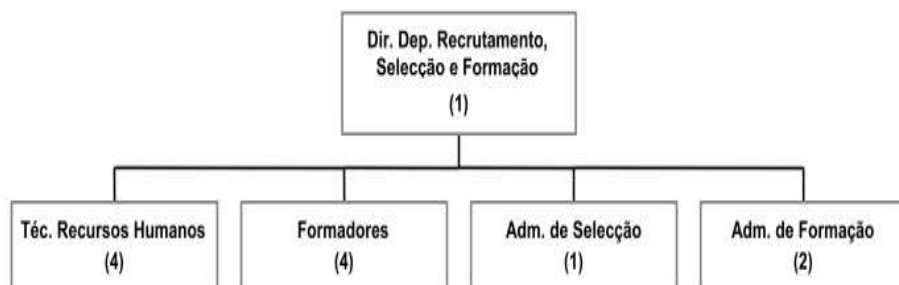 Dir. Dep. Recrutamento,
Selecção e Formação
(1)
Téc. Recursos Humanos
(4)
Formadores
(4)
Adm. de Selecção
(1)
Adm. de Formação
(2)